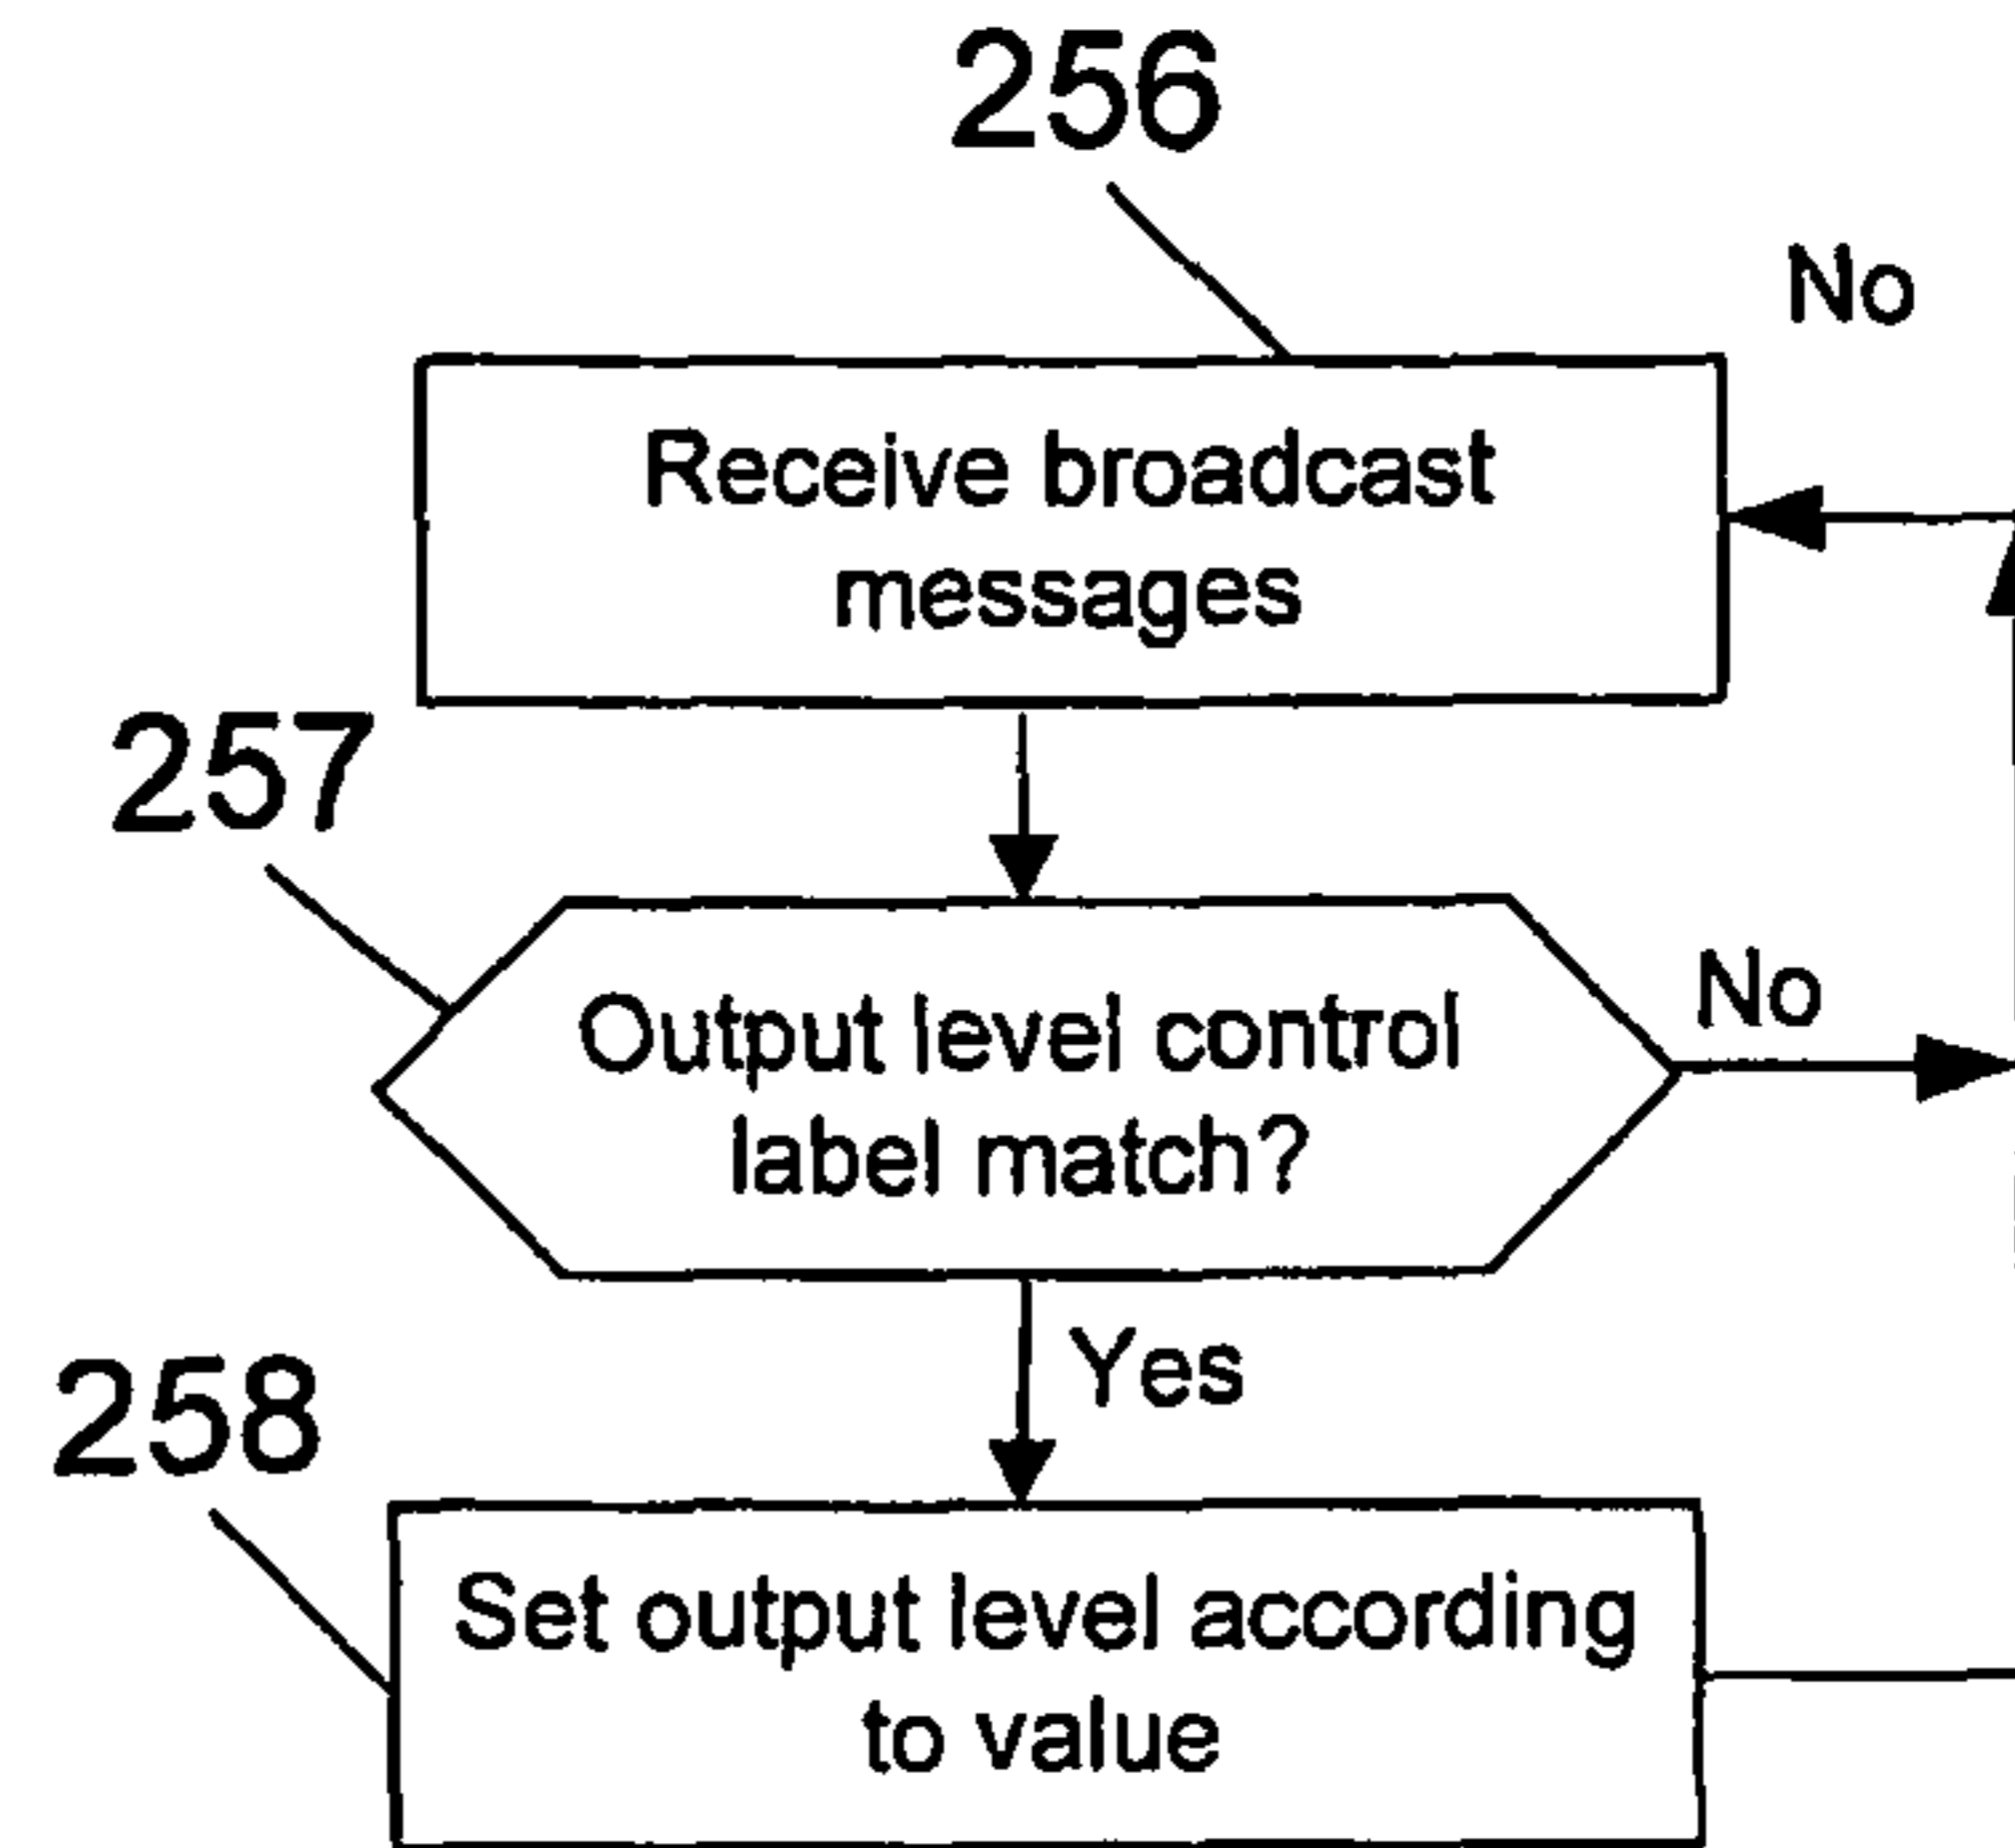 256
No
Receive broadcast
messages
257
Output level control
label match?
No
Yes
258
Set output level according
to value